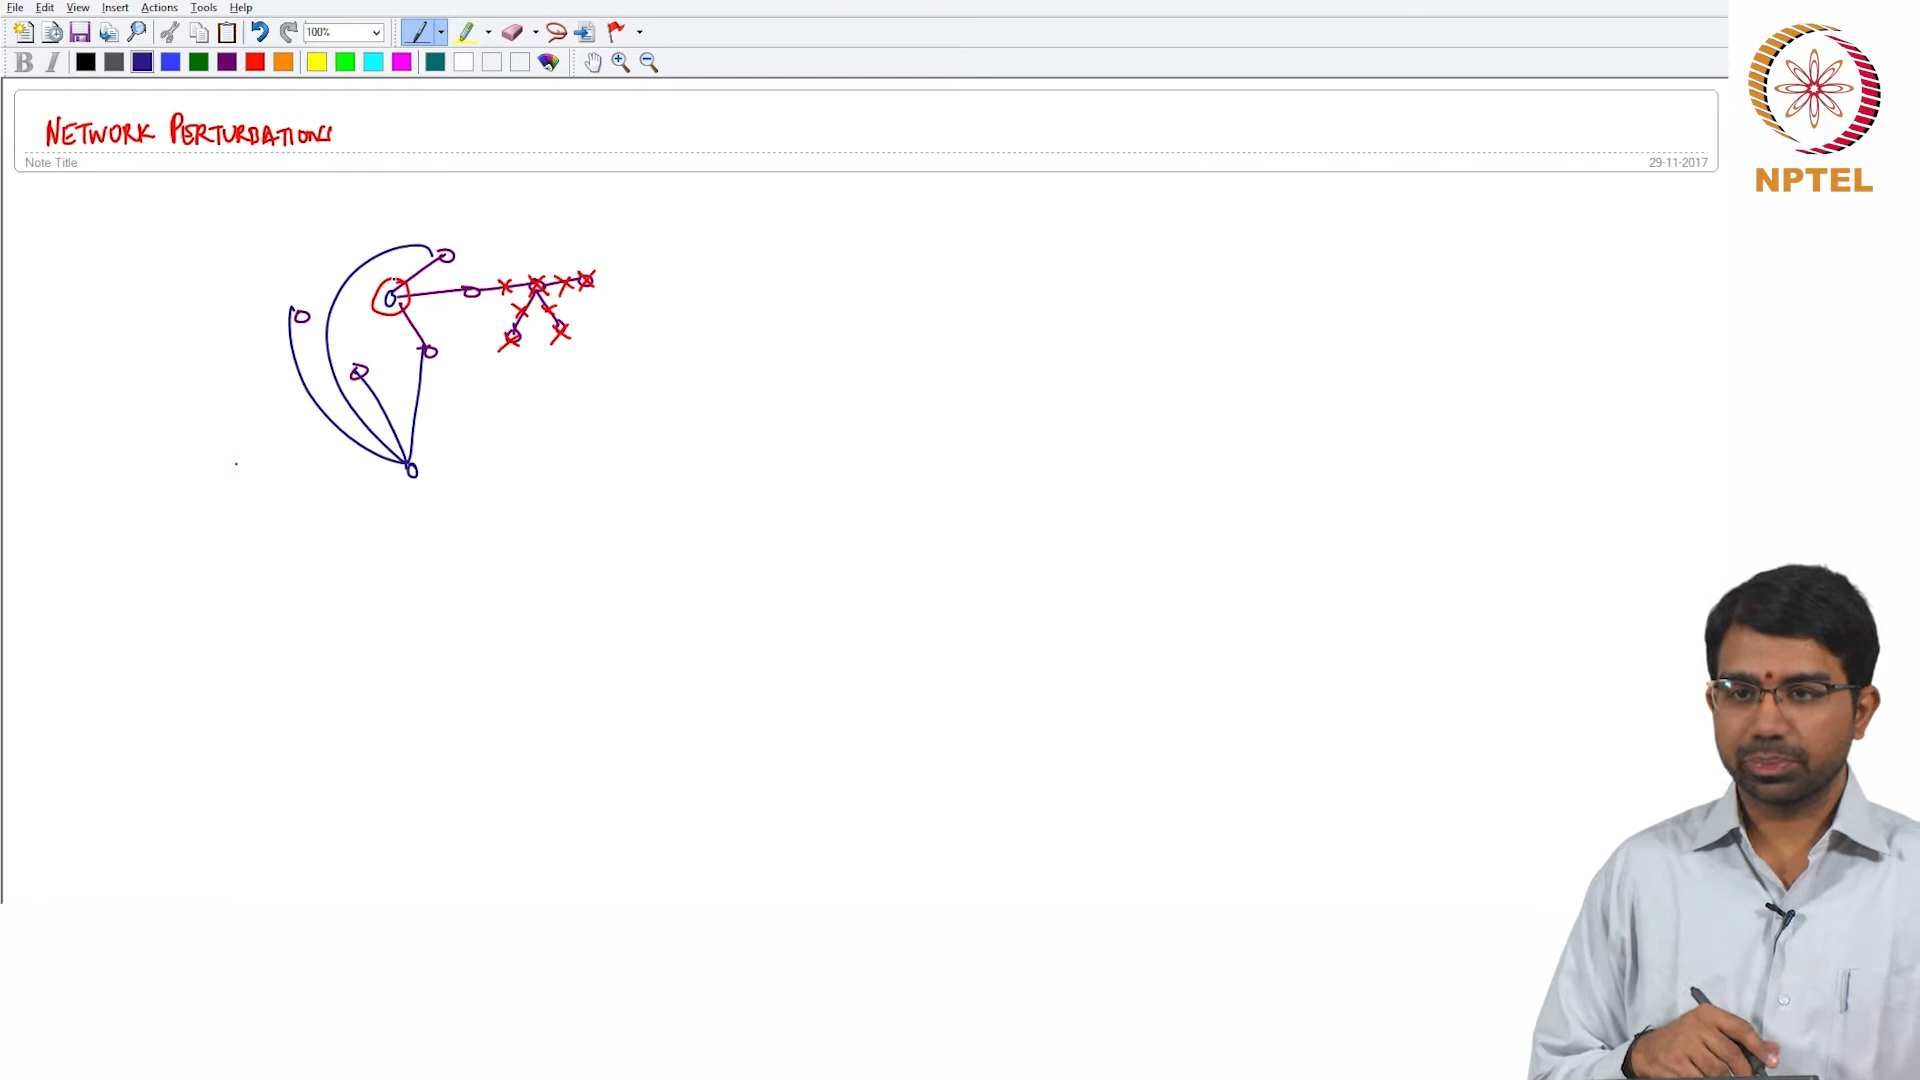 File Edit View Insert Actions Tools Help
100%
B I
NETWORK PERTURBATIONS
Note Title
29-11-2017
NPTEL